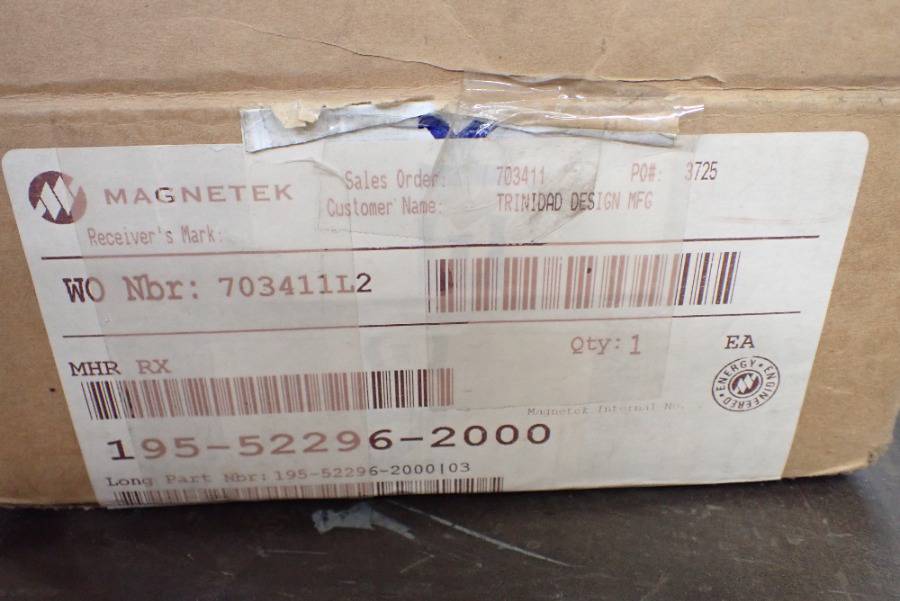 MAGNETEK
Sales Order: 703411 PO#: 3725
Customer Name: TRINIDAD DESIGN MFG
Receiver's Mark:
WO Nbr: 703411L2
Qty: 1 EA
MHR RX
ENERGY • ENGINEERED •
Magnetek Internal No.
195-52296-2000
Long Part Nbr: 195-52296-2000|03